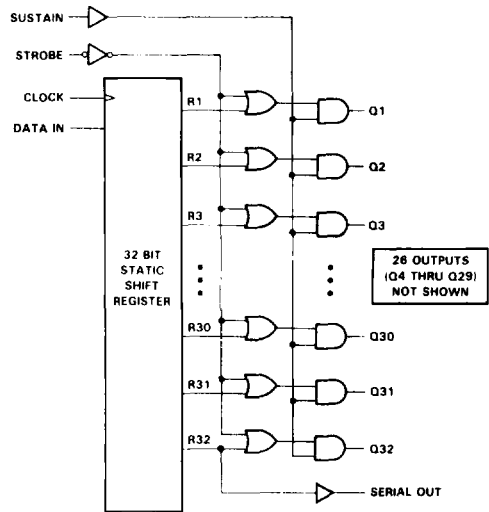 SUSTAIN
STROBE
CLOCK
DATA IN
R1
Q1
R2
Q2
R3
Q3
32 BIT
STATIC
SHIFT
REGISTER
26 OUTPUTS
(Q4 THRU Q29)
NOT SHOWN
R30
Q30
R31
Q31
R32
Q32
SERIAL OUT